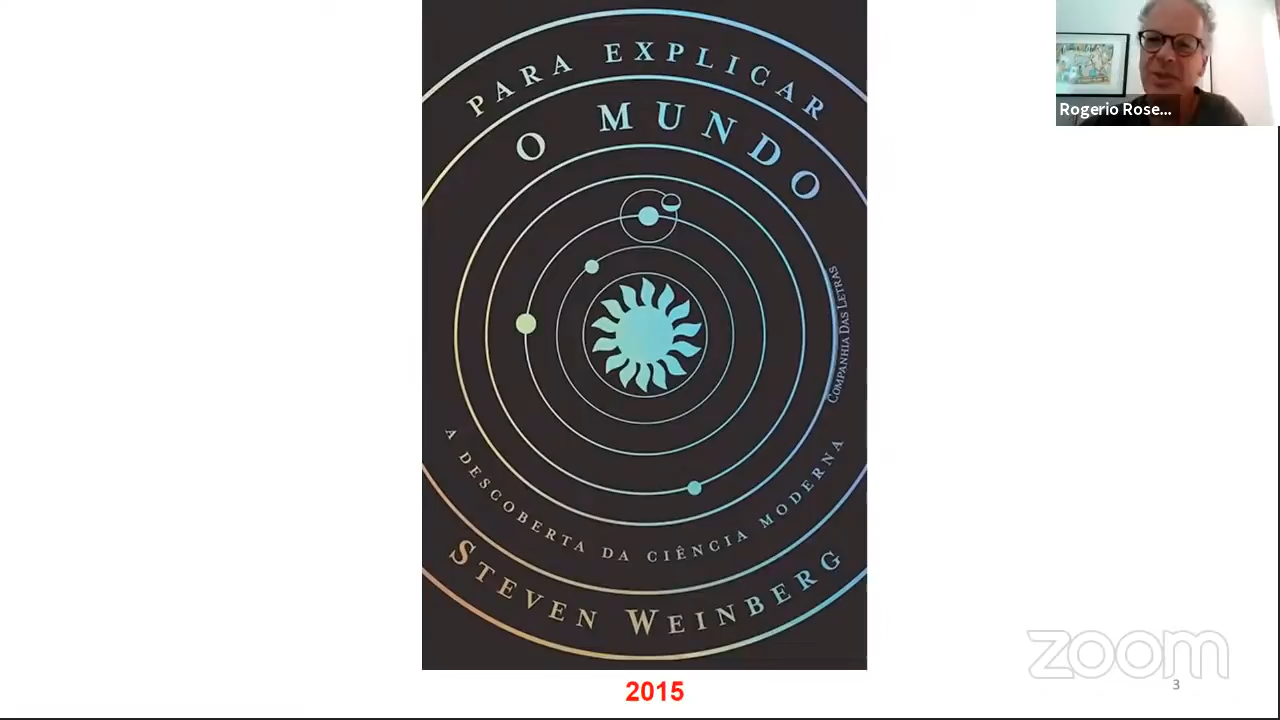 PARA EXPLICAR
O MUNDO
COMPANHIA DAS LETRAS
A DESCOBERTA DA CIÊNCIA MODERNA
STEVEN WEINBERG
2015
Rogerio Rose...
zoom
3